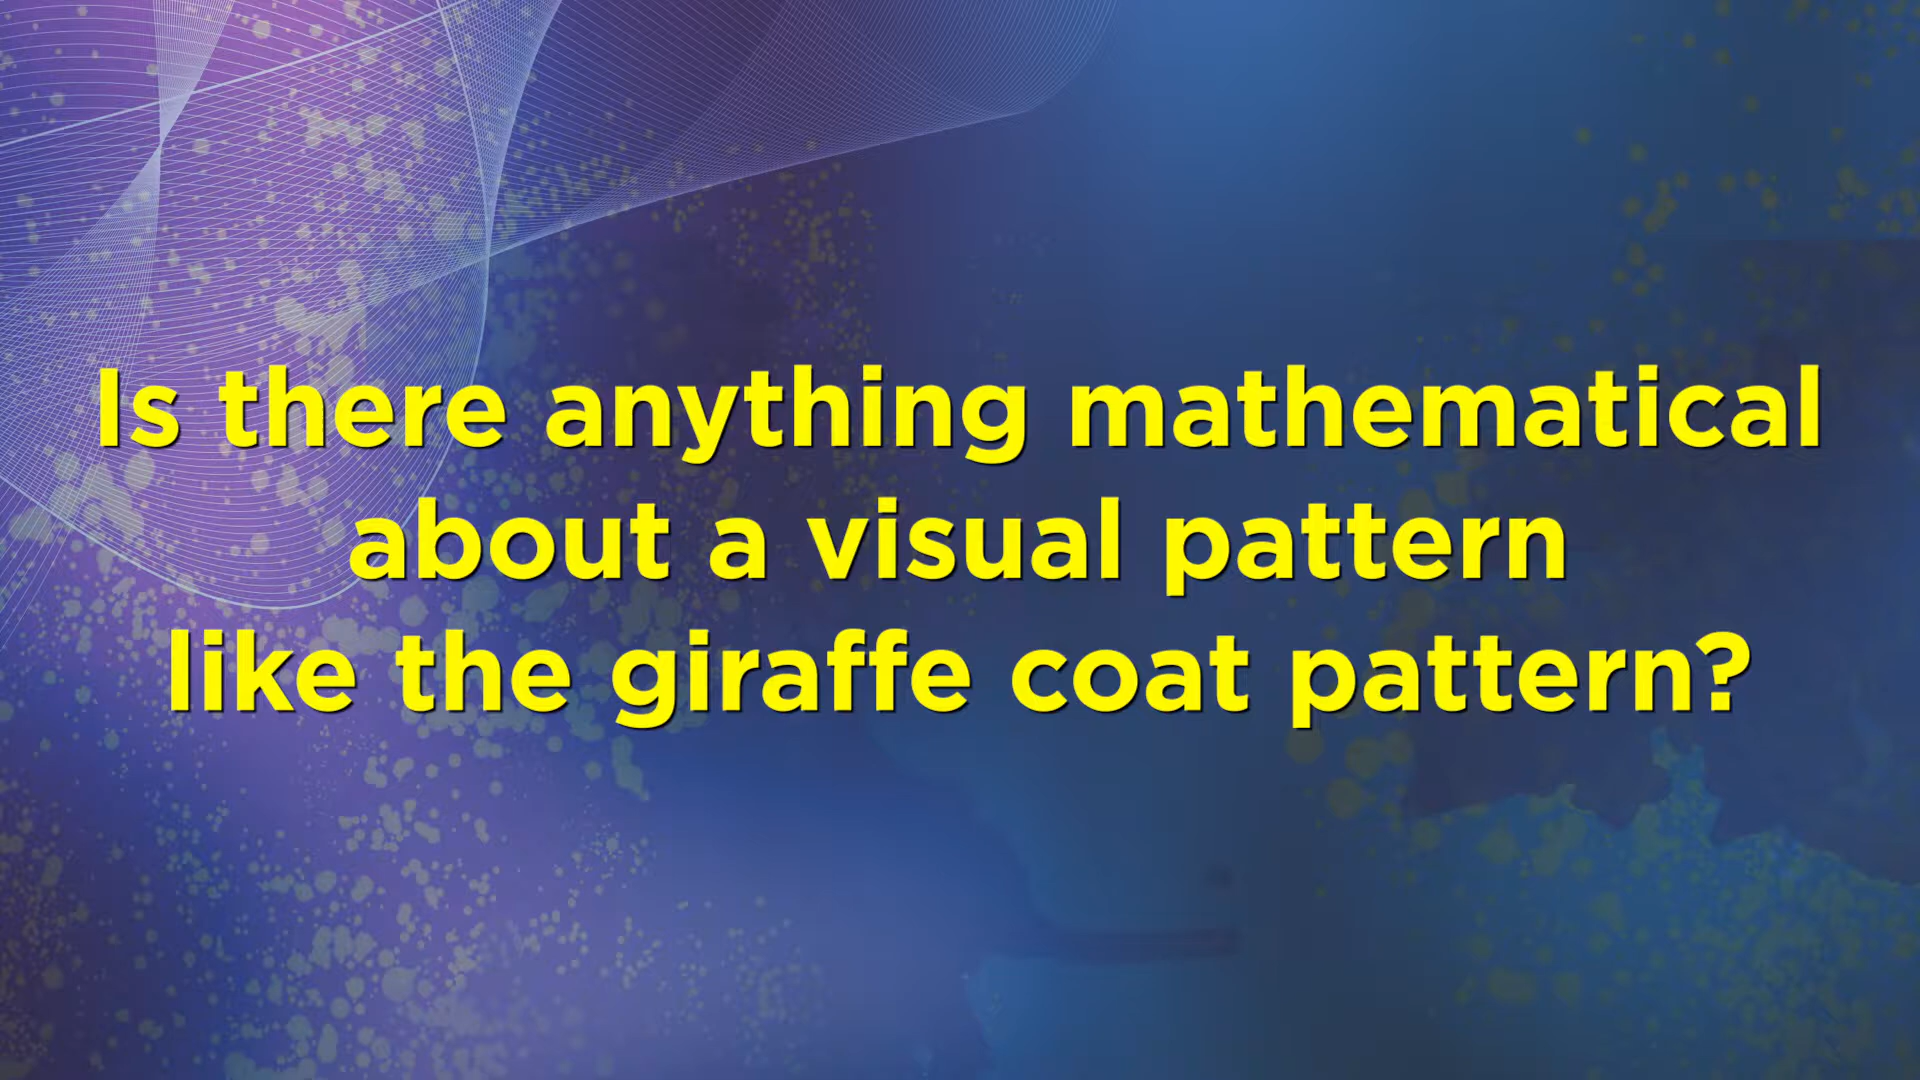 Is there anything mathematical
about a visual pattern
like the giraffe coat pattern?